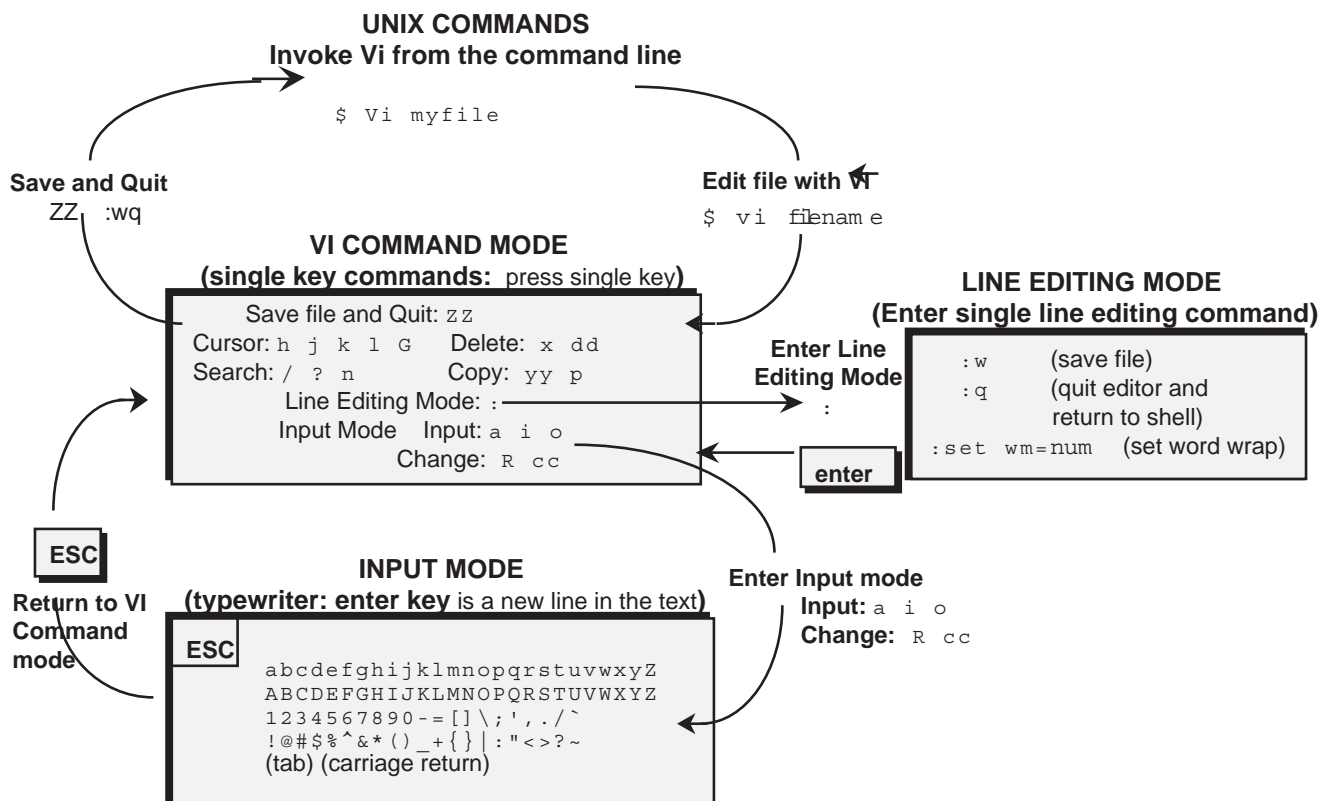 UNIX COMMANDS
Invoke Vi from the command line
$ Vi myfile
Save and Quit
ZZ :wq
Edit file with VI
$ vi filename
VI COMMAND MODE
(single key commands: press single key)
Save file and Quit: ZZ
Cursor: h j k l G Delete: x dd
Search: / ? n Copy: yy p
Line Editing Mode: :
Input Mode Input: a i o
Change: R cc
Enter Line
Editing Mode
:
enter
LINE EDITING MODE
(Enter single line editing command)
:w (save file)
:q (quit editor and
return to shell)
:set wm=num (set word wrap)
ESC
Return to VI
Command
mode
INPUT MODE
(typewriter: enter key is a new line in the text)
ESC
abcdefghijklmnopqrstuvwxyZ
ABCDEFGHIJKLMNOPQRSTUVWXYZ
1234567890-=[]\;',./`
!@#$%^&*()_+{}|:"<>?~
(tab) (carriage return)
Enter Input mode
Input: a i o
Change: R cc